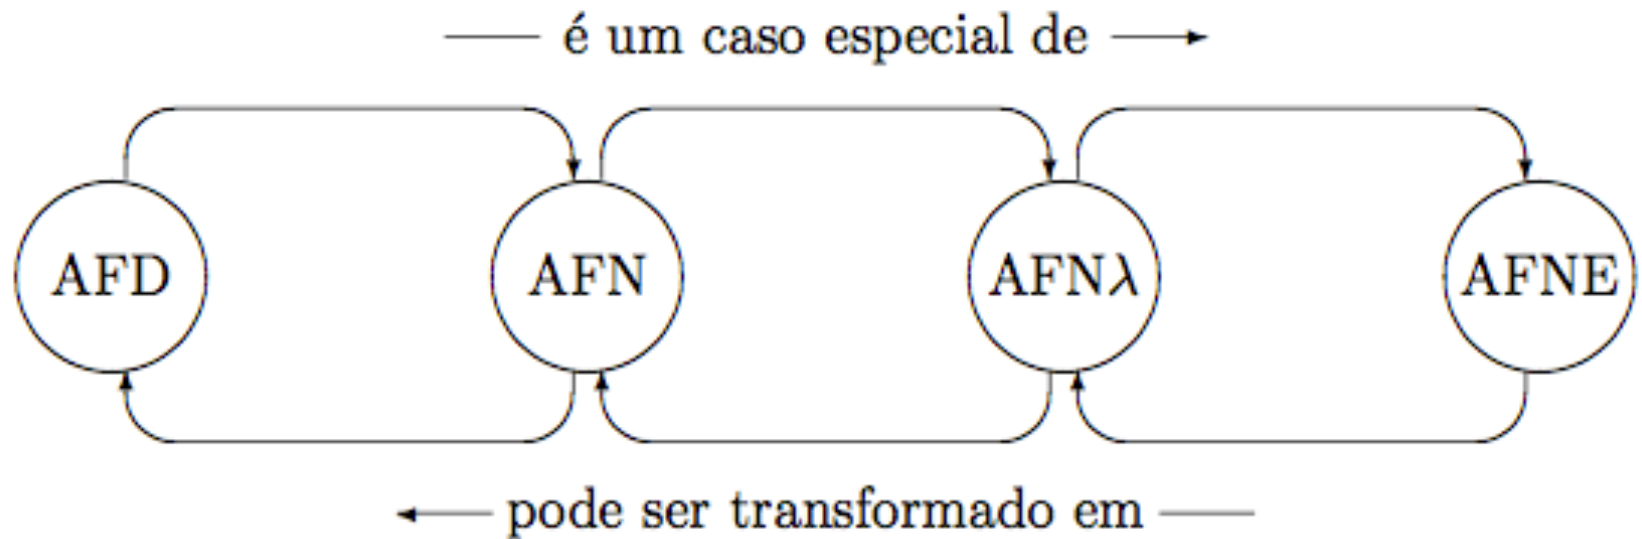 é um caso especial de
AFD AFN AFNλ AFNE
pode ser transformado em